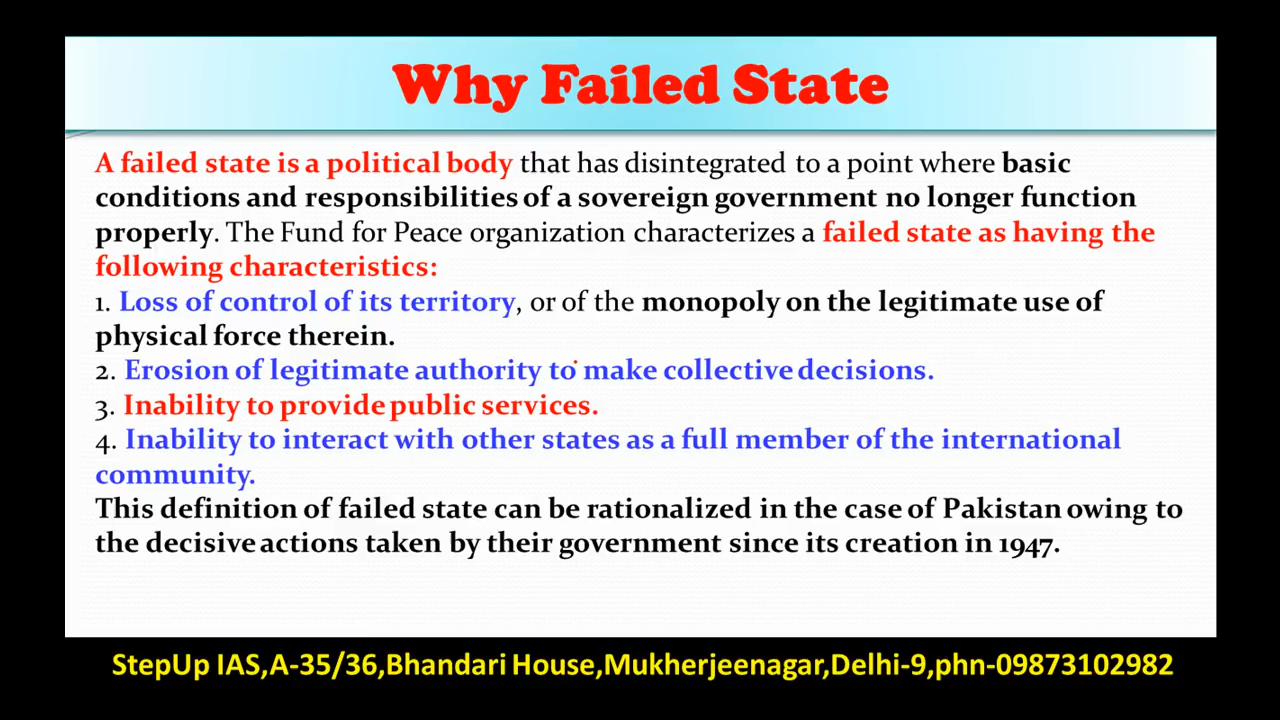 Why Failed State
A failed state is a political body that has disintegrated to a point where basic
conditions and responsibilities of a sovereign government no longer function
properly. The Fund for Peace organization characterizes a failed state as having the
following characteristics:
1. Loss of control of its territory, or of the monopoly on the legitimate use of
physical force therein.
2. Erosion of legitimate authority to make collective decisions.
3. Inability to provide public services.
4. Inability to interact with other states as a full member of the international
community.
This definition of failed state can be rationalized in the case of Pakistan owing to
the decisive actions taken by their government since its creation in 1947.
StepUp IAS,A-35/36,Bhandari House,Mukherjeenagar,Delhi-9,phn-09873102982